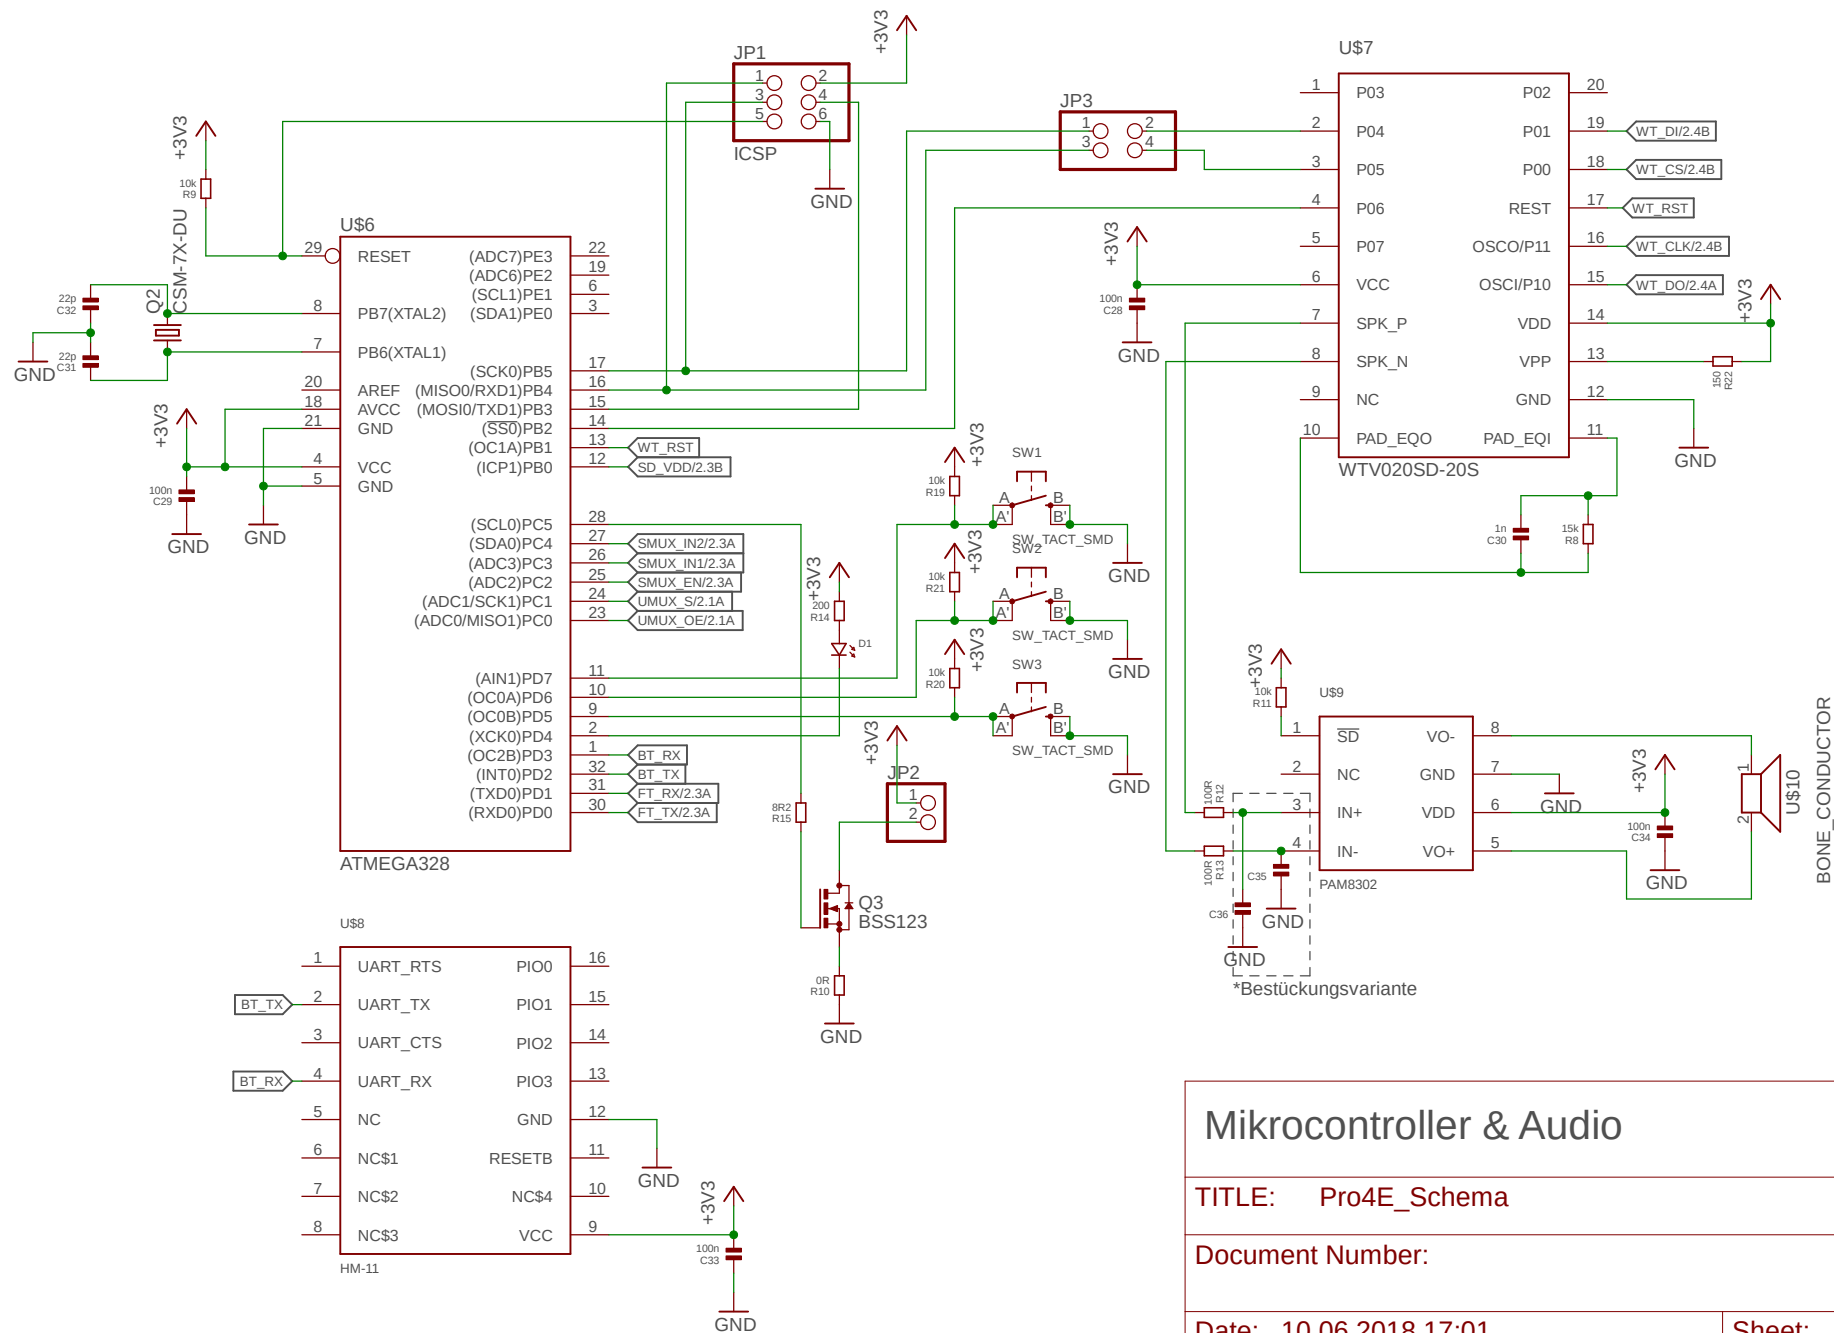 JP1
1 2
3 4
5 6
ICSP
+3V3
GND
JP3
1 2
3 4
U$7
1 P03 P02 20
2 P04 P01 19 WT_DI/2.4B
3 P05 P00 18 WT_CS/2.4B
4 P06 REST 17 WT_RST
5 P07 OSCO/P11 16 WT_CLK/2.4B
6 VCC OSCI/P10 15 WT_DO/2.4A
7 SPK_P VDD 14
8 SPK_N VPP 13
9 NC GND 12
10 PAD_EQO PAD_EQI 11
WTV020SD-20S
+3V3
100n
C28
GND
+3V3
150
R22
GND
1n
C30
15k
R8
+3V3
10k
R9
Q2
CSM-7X-DU
22p
C32
22p
C31
GND
+3V3
100n
C29
GND
GND
U$6
29 RESET
8 PB7(XTAL2)
7 PB6(XTAL1)
20 AREF
18 AVCC
21 GND
4 VCC
5 GND
(ADC7)PE3 22
(ADC6)PE2 19
(SCL1)PE1 6
(SDA1)PE0 3
(SCK0)PB5 17
(MISO0/RXD1)PB4 16
(MOSI0/TXD1)PB3 15
(SS0)PB2 14
(OC1A)PB1 13 WT_RST
(ICP1)PB0 12 SD_VDD/2.3B
(SCL0)PC5 28
(SDA0)PC4 27 SMUX_IN2/2.3A
(ADC3)PC3 26 SMUX_IN1/2.3A
(ADC2)PC2 25 SMUX_EN/2.3A
(ADC1/SCK1)PC1 24 UMUX_S/2.1A
(ADC0/MISO1)PC0 23 UMUX_OE/2.1A
(AIN1)PD7 11
(OC0A)PD6 10
(OC0B)PD5 9
(XCK0)PD4 2
(OC2B)PD3 1 BT_RX
(INT0)PD2 32 BT_TX
(TXD0)PD1 31 FT_RX/2.3A
(RXD0)PD0 30 FT_TX/2.3A
ATMEGA328
+3V3
10k
R19
SW1
A B
A' B'
SW_TACT_SMD
GND
+3V3
10k
R21
SW2
A B
A' B'
SW_TACT_SMD
GND
+3V3
10k
R20
SW3
A B
A' B'
SW_TACT_SMD
GND
+3V3
200
R14
D1
8R2
R15
+3V3
JP2
1
2
Q3
BSS123
0R
R10
GND
+3V3
10k
R11
U$9
1 SD VO- 8
2 NC GND 7
3 IN+ VDD 6
4 IN- VO+ 5
PAM8302
100R
R12
100R
R13
C35
C36
GND
GND
*Bestückungsvariante
GND
+3V3
100n
C34
GND
1
2
U$10
BONE_CONDUCTOR
U$8
1 UART_RTS PIO0 16
BT_TX 2 UART_TX PIO1 15
3 UART_CTS PIO2 14
BT_RX 4 UART_RX PIO3 13
5 NC GND 12
6 NC$1 RESETB 11
7 NC$2 NC$4 10
8 NC$3 VCC 9
HM-11
GND
+3V3
100n
C33
GND
Mikrocontroller & Audio
TITLE: Pro4E_Schema
Document Number:
Date: 10.06.2018 17:01 Sheet: